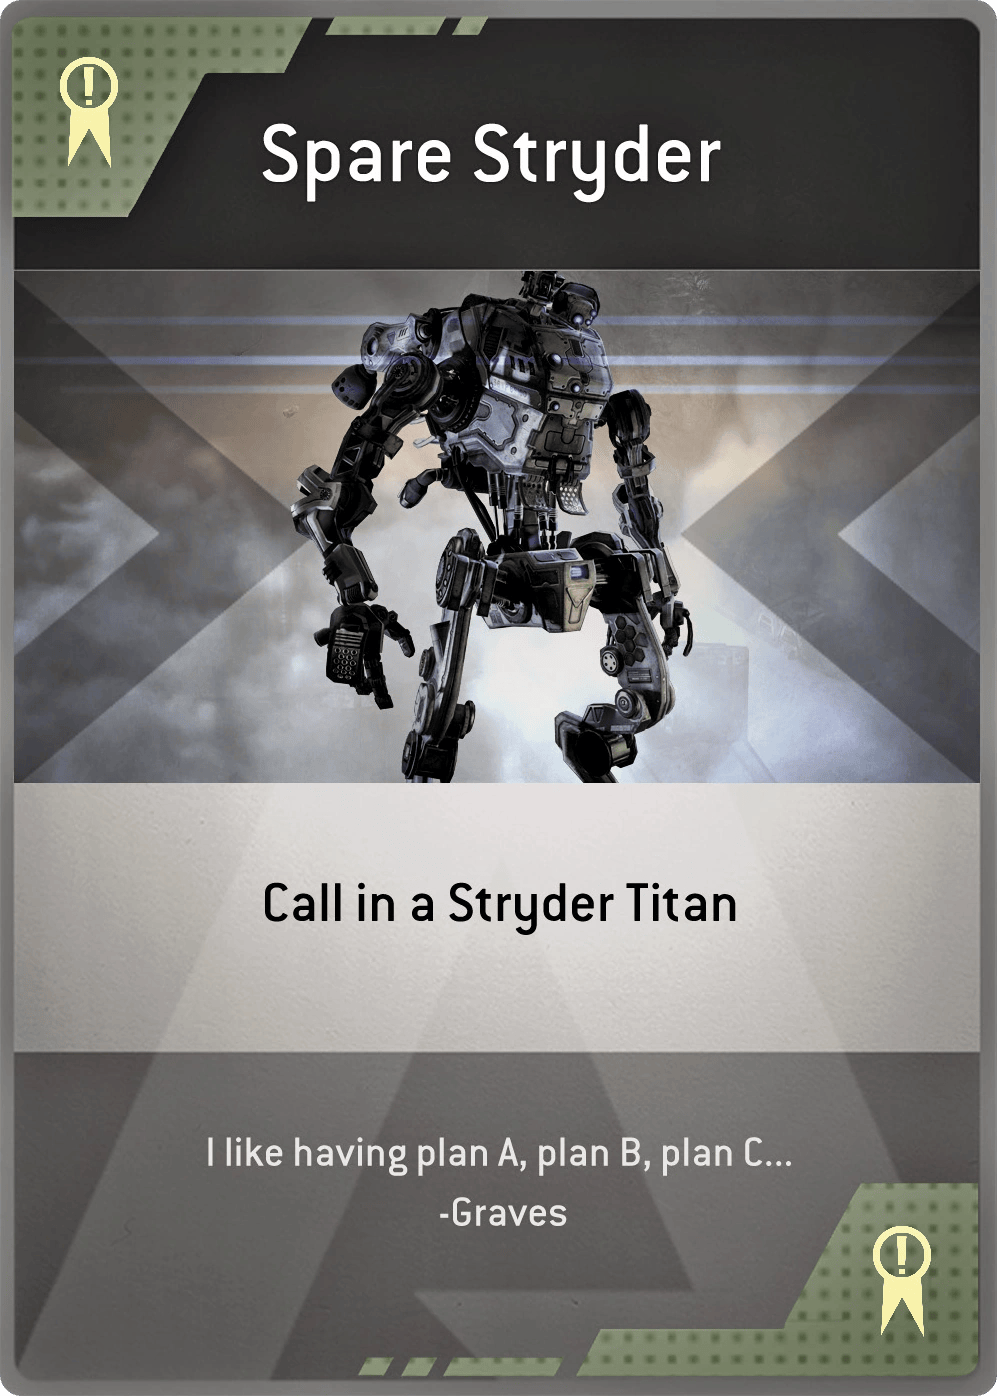 Spare Stryder
Call in a Stryder Titan
I like having plan A, plan B, plan C...
-Graves